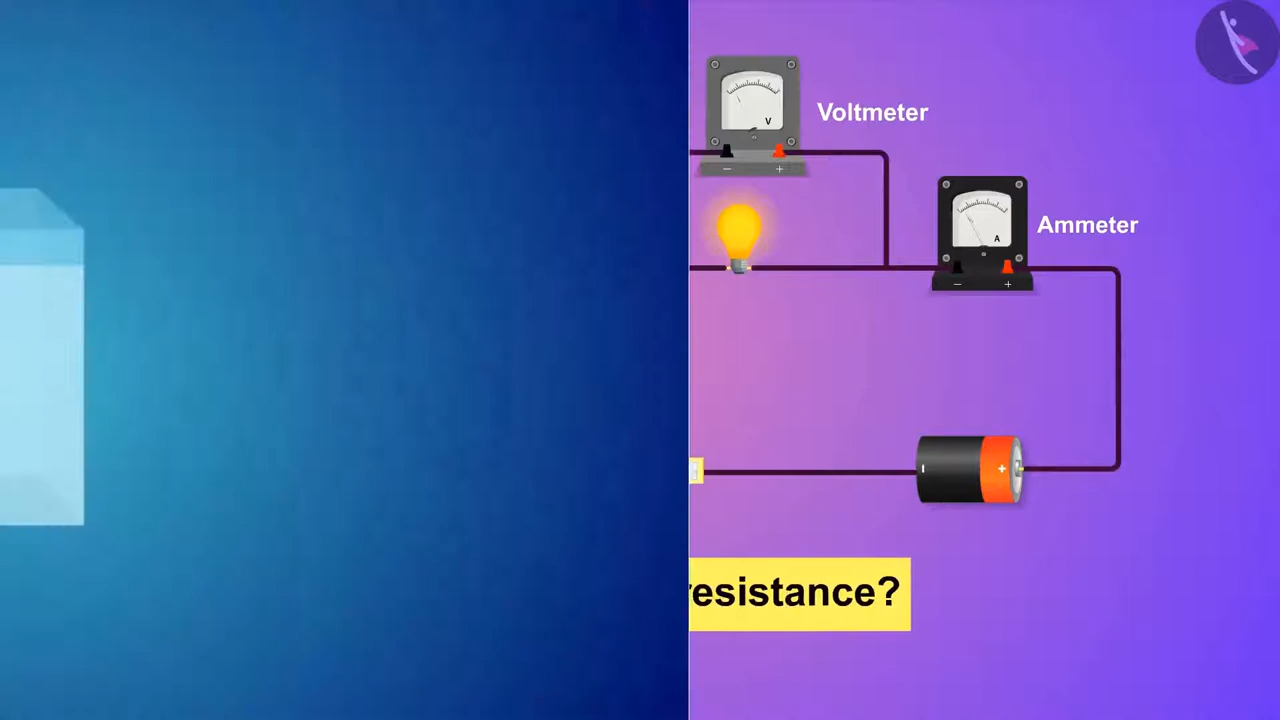 Voltmeter
V
− +
Ammeter
A
− +
- +
resistance?